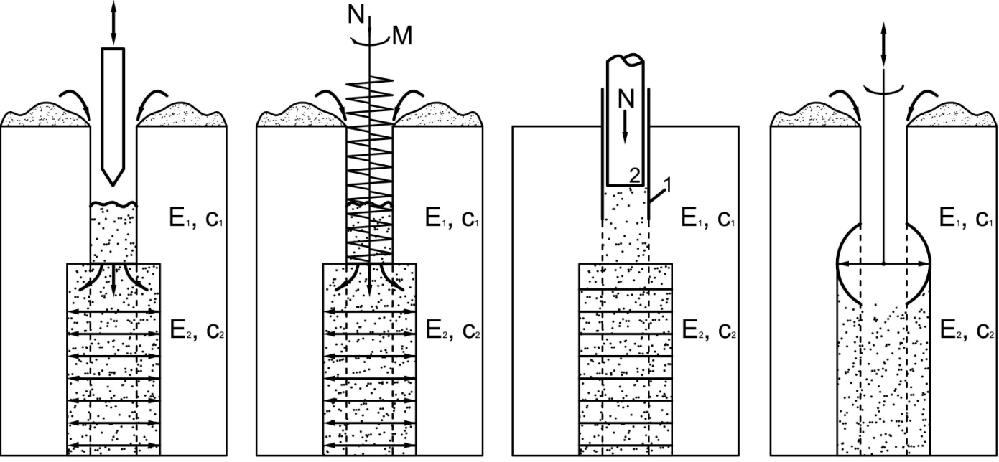 N
M
N
2
1
E₁, c₁
E₁, c₁
E₁, c₁
E₁, c₁
E₂, c₂
E₂, c₂
E₂, c₂
E₂, c₂